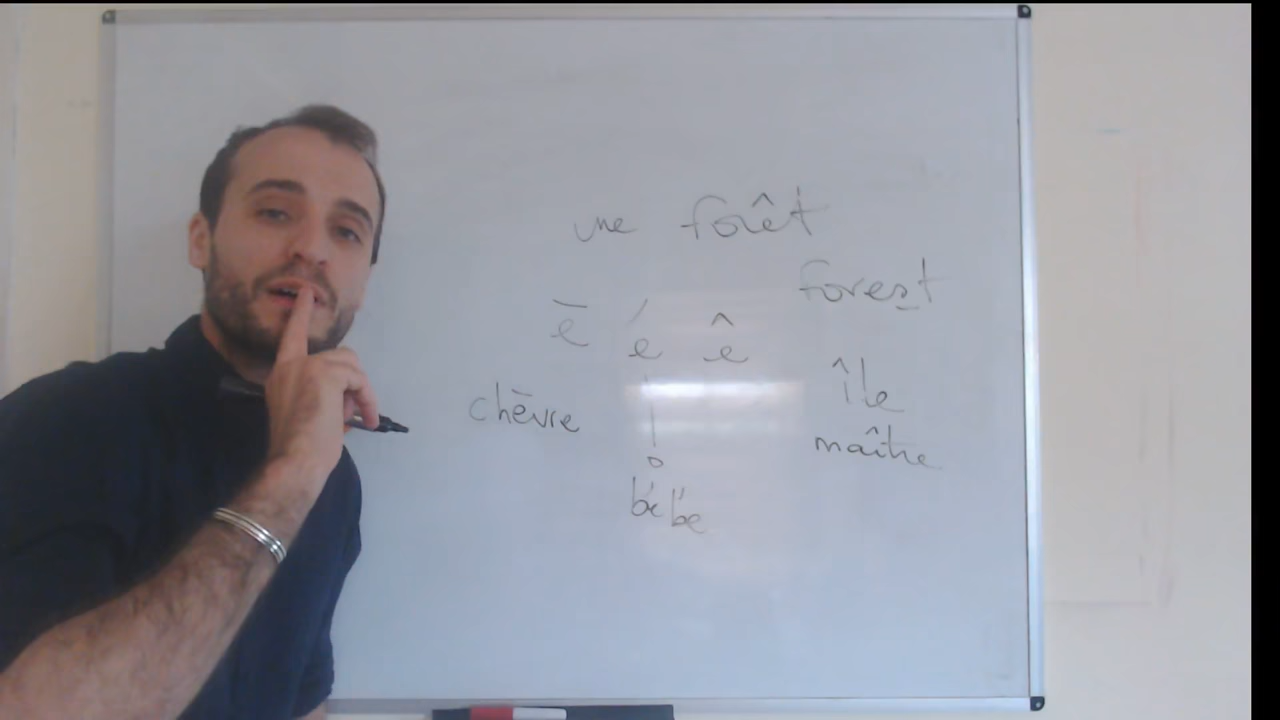 une forêt
forest
è é ê
île
chèvre
maître
bébé